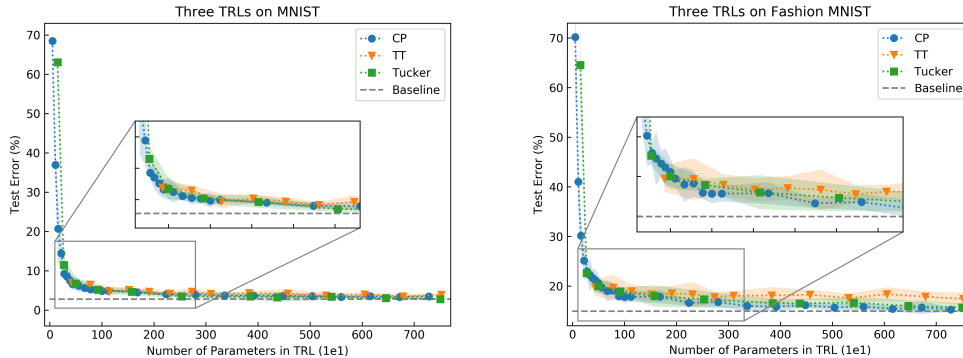 Three TRLs on MNIST
70
60
50
40
30
20
10
0
Test Error (%)
CP
TT
Tucker
Baseline
0 100 200 300 400 500 600 700
Number of Parameters in TRL (1e1)
Three TRLs on Fashion MNIST
70
60
50
40
30
20
Test Error (%)
CP
TT
Tucker
Baseline
0 100 200 300 400 500 600 700
Number of Parameters in TRL (1e1)